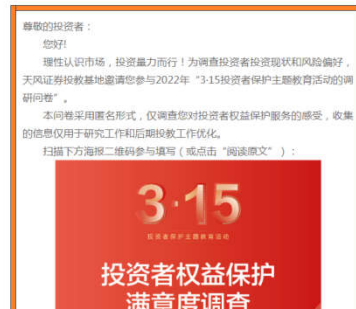 尊敬的投资者：
您好!
理性认识市场，投资量力而行！为调查投资者投资现状和风险偏好，
天风证券投教基地邀请您参与2022年“3·15投资者保护主题教育活动的调
研问卷”。
本问卷采用匿名形式，仅调查您对投资者权益保护服务的感受，收集
的信息仅用于研究工作和后期投教工作优化。
扫描下方海报二维码参与填写（或点击“阅读原文”）：
3·15
投资者保护主题教育活动
投资者权益保护
满意度调查